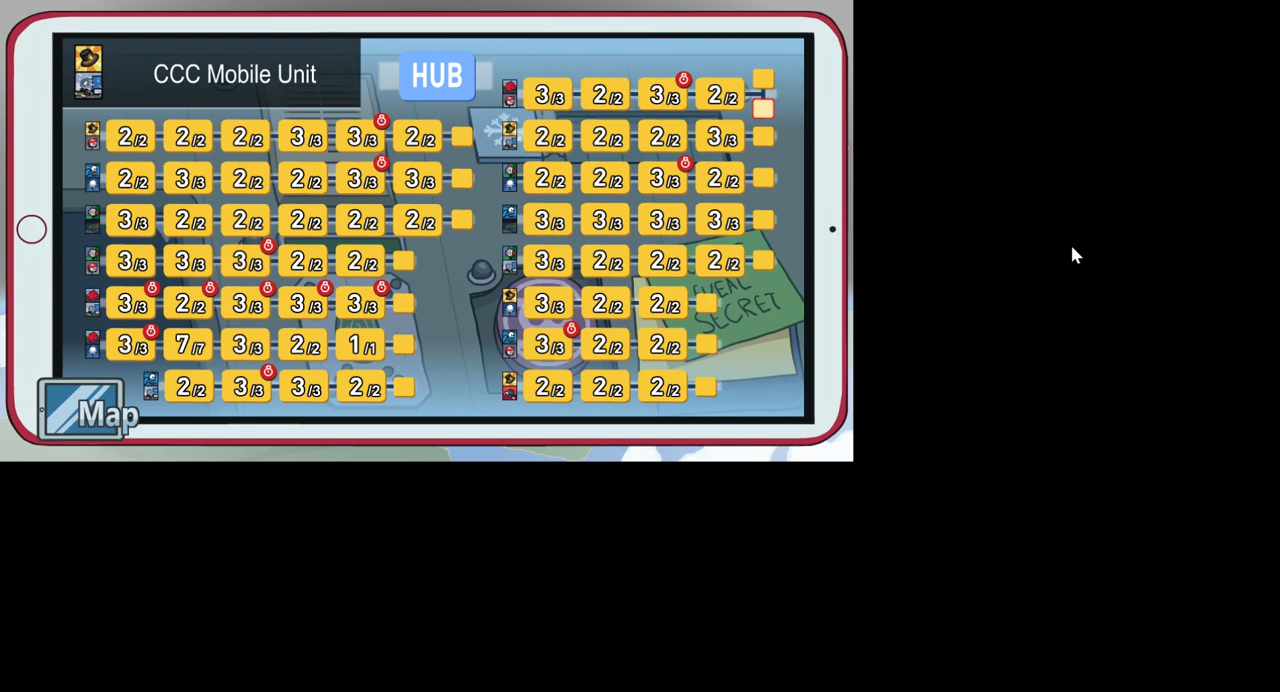 CCC Mobile Unit
HUB
2/2 2/2 2/2 3/3 3/3 2/2
2/2 3/3 2/2 2/2 3/3 3/3
3/3 2/2 2/2 2/2 2/2 2/2
3/3 3/3 3/3 2/2 2/2
3/3 2/2 3/3 3/3 3/3
3/3 7/7 3/3 2/2 1/1
2/2 3/3 3/3 2/2
3/3 2/2 3/3 2/2
2/2 2/2 2/2 3/3
2/2 2/2 3/3 2/2
3/3 3/3 3/3 3/3
3/3 2/2 2/2 2/2
3/3 2/2 2/2
3/3 2/2 2/2
2/2 2/2 2/2
SECRET
Map